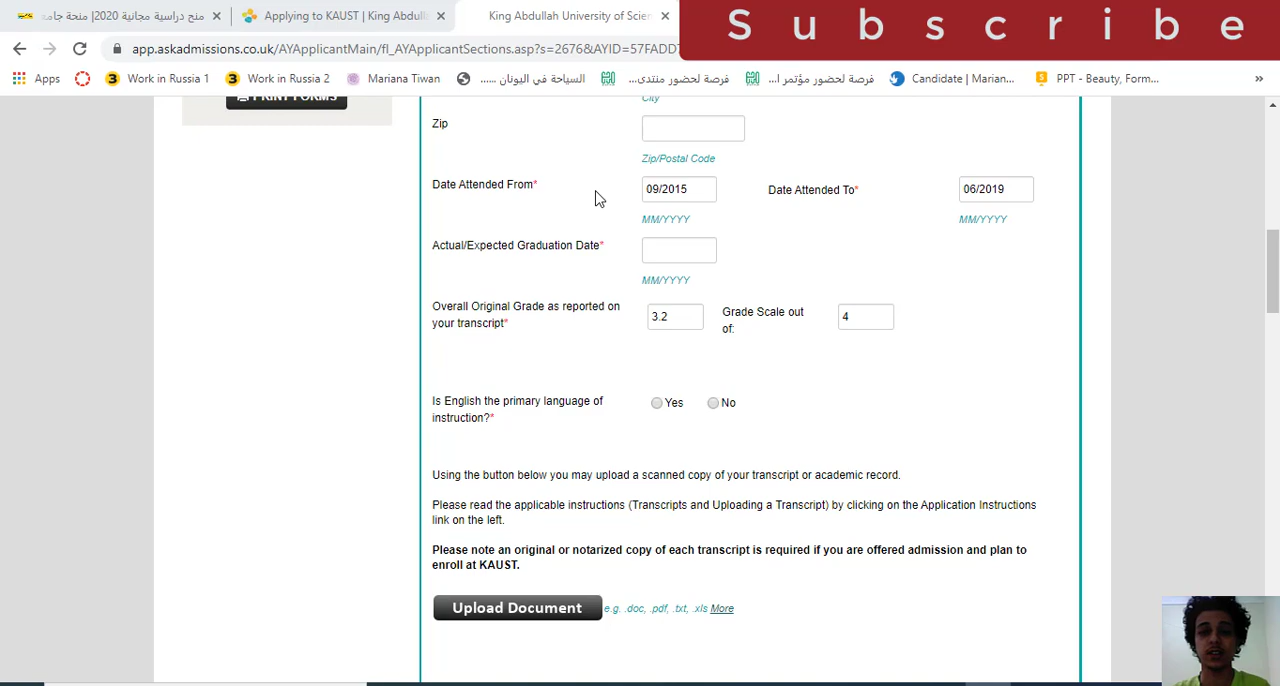 منح دراسية مجانية 2020| منحة جامع
Applying to KAUST | King Abdull
King Abdullah University of Scien
Subscribe
app.askadmissions.co.uk/AYApplicantMain/fl_AYApplicantSections.asp?s=2676&AYID=57FADD7
Apps
Work in Russia 1
Work in Russia 2
Mariana Tiwan
السياحة في اليونان ......
فرصة لحضور منتدى...
فرصة لحضور مؤتمر ا...
Candidate | Marian...
PPT - Beauty, Form...
»
PRINT FORMS
City
Zip
Zip/Postal Code
Date Attended From*
09/2015
Date Attended To*
06/2019
MM/YYYY
MM/YYYY
Actual/Expected Graduation Date*
MM/YYYY
Overall Original Grade as reported on
your transcript*
3.2
Grade Scale out
of:
4
Is English the primary language of
instruction?*
Yes
No
Using the button below you may upload a scanned copy of your transcript or academic record.
Please read the applicable instructions (Transcripts and Uploading a Transcript) by clicking on the Application Instructions
link on the left.
Please note an original or notarized copy of each transcript is required if you are offered admission and plan to
enroll at KAUST.
Upload Document
e.g. .doc, .pdf, .txt, .xls More